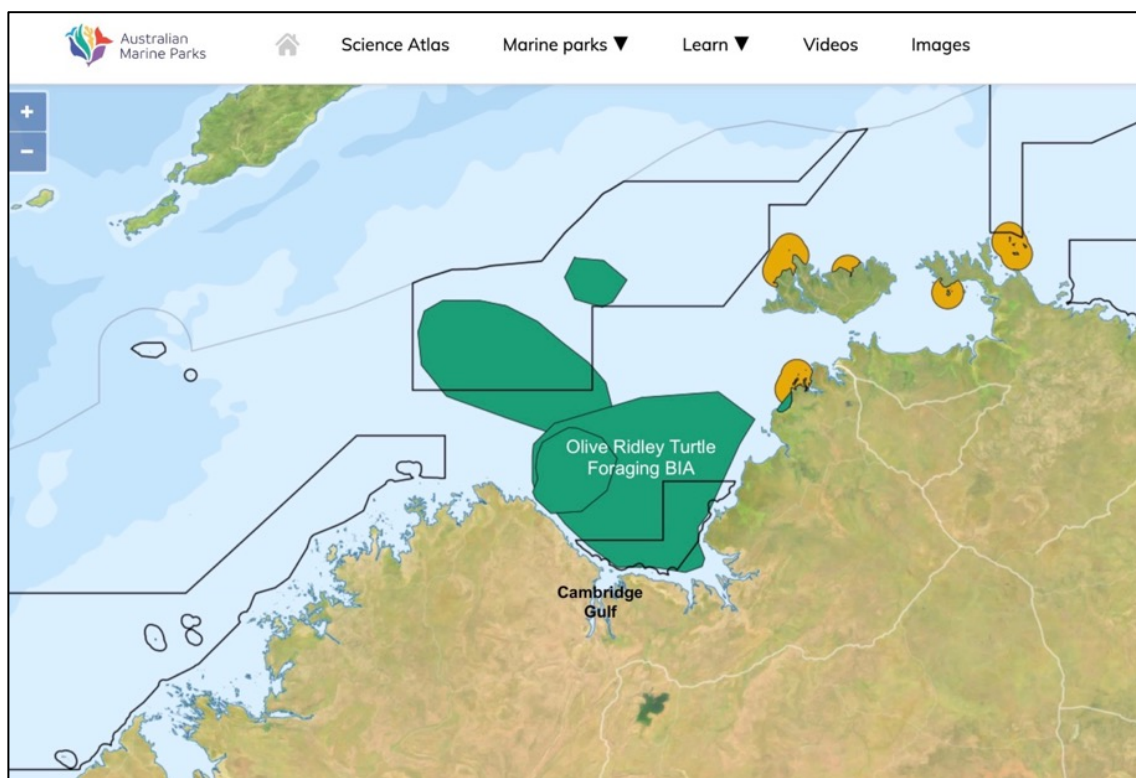 Australian
Marine Parks
Science Atlas
Marine parks ▼
Learn ▼
Videos
Images
+
−
Olive Ridley Turtle
Foraging BIA
Cambridge
Gulf